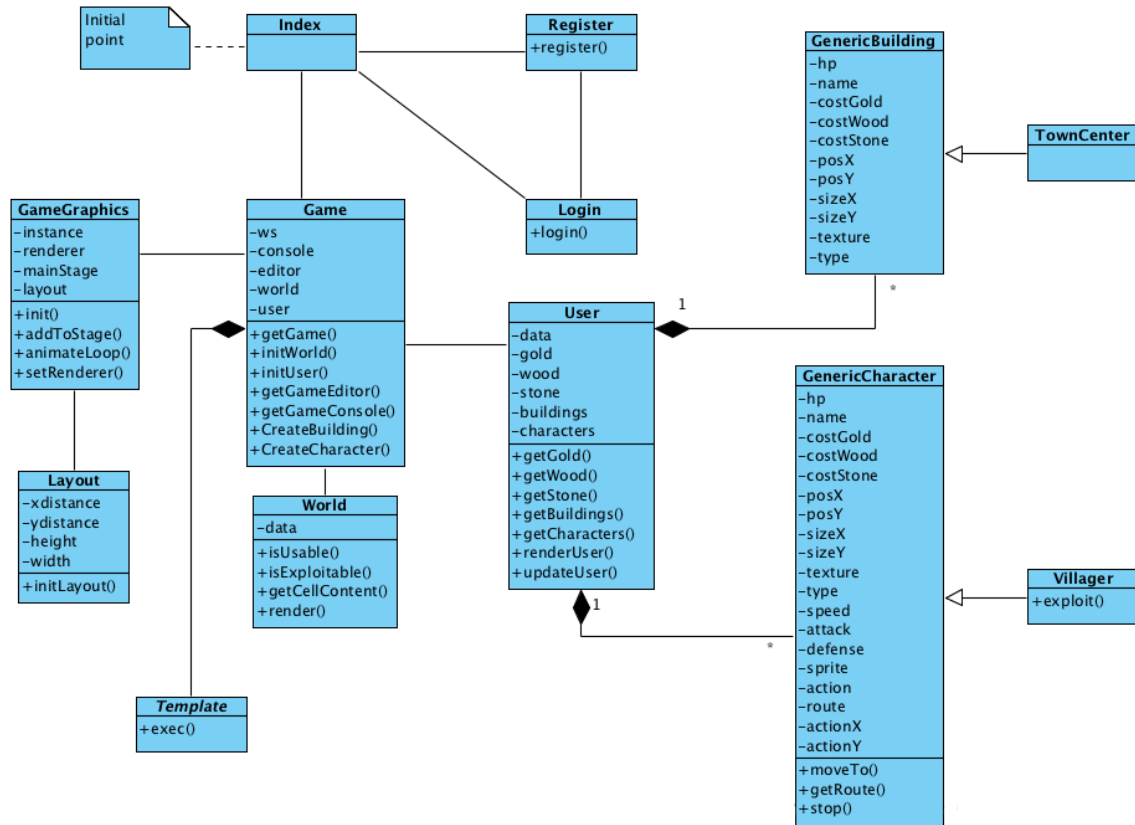 Initial
point
Index
Register
+register()
GenericBuilding
-hp
-name
-costGold
-costWood
-costStone
-posX
-posY
-sizeX
-sizeY
-texture
-type
TownCenter
GameGraphics
-instance
-renderer
-mainStage
-layout
+init()
+addToStage()
+animateLoop()
+setRenderer()
Game
-ws
-console
-editor
-world
-user
+getGame()
+initWorld()
+initUser()
+getGameEditor()
+getGameConsole()
+CreateBuilding()
+CreateCharacter()
Login
+login()
User
-data
-gold
-wood
-stone
-buildings
-characters
+getGold()
+getWood()
+getStone()
+getBuildings()
+getCharacters()
+renderUser()
+updateUser()
1
*
1
*
GenericCharacter
-hp
-name
-costGold
-costWood
-costStone
-posX
-posY
-sizeX
-sizeY
-texture
-type
-speed
-attack
-defense
-sprite
-action
-route
-actionX
-actionY
+moveTo()
+getRoute()
+stop()
Villager
+exploit()
Layout
-xdistance
-ydistance
-height
-width
+initLayout()
World
-data
+isUsable()
+isExploitable()
+getCellContent()
+render()
Template
+exec()